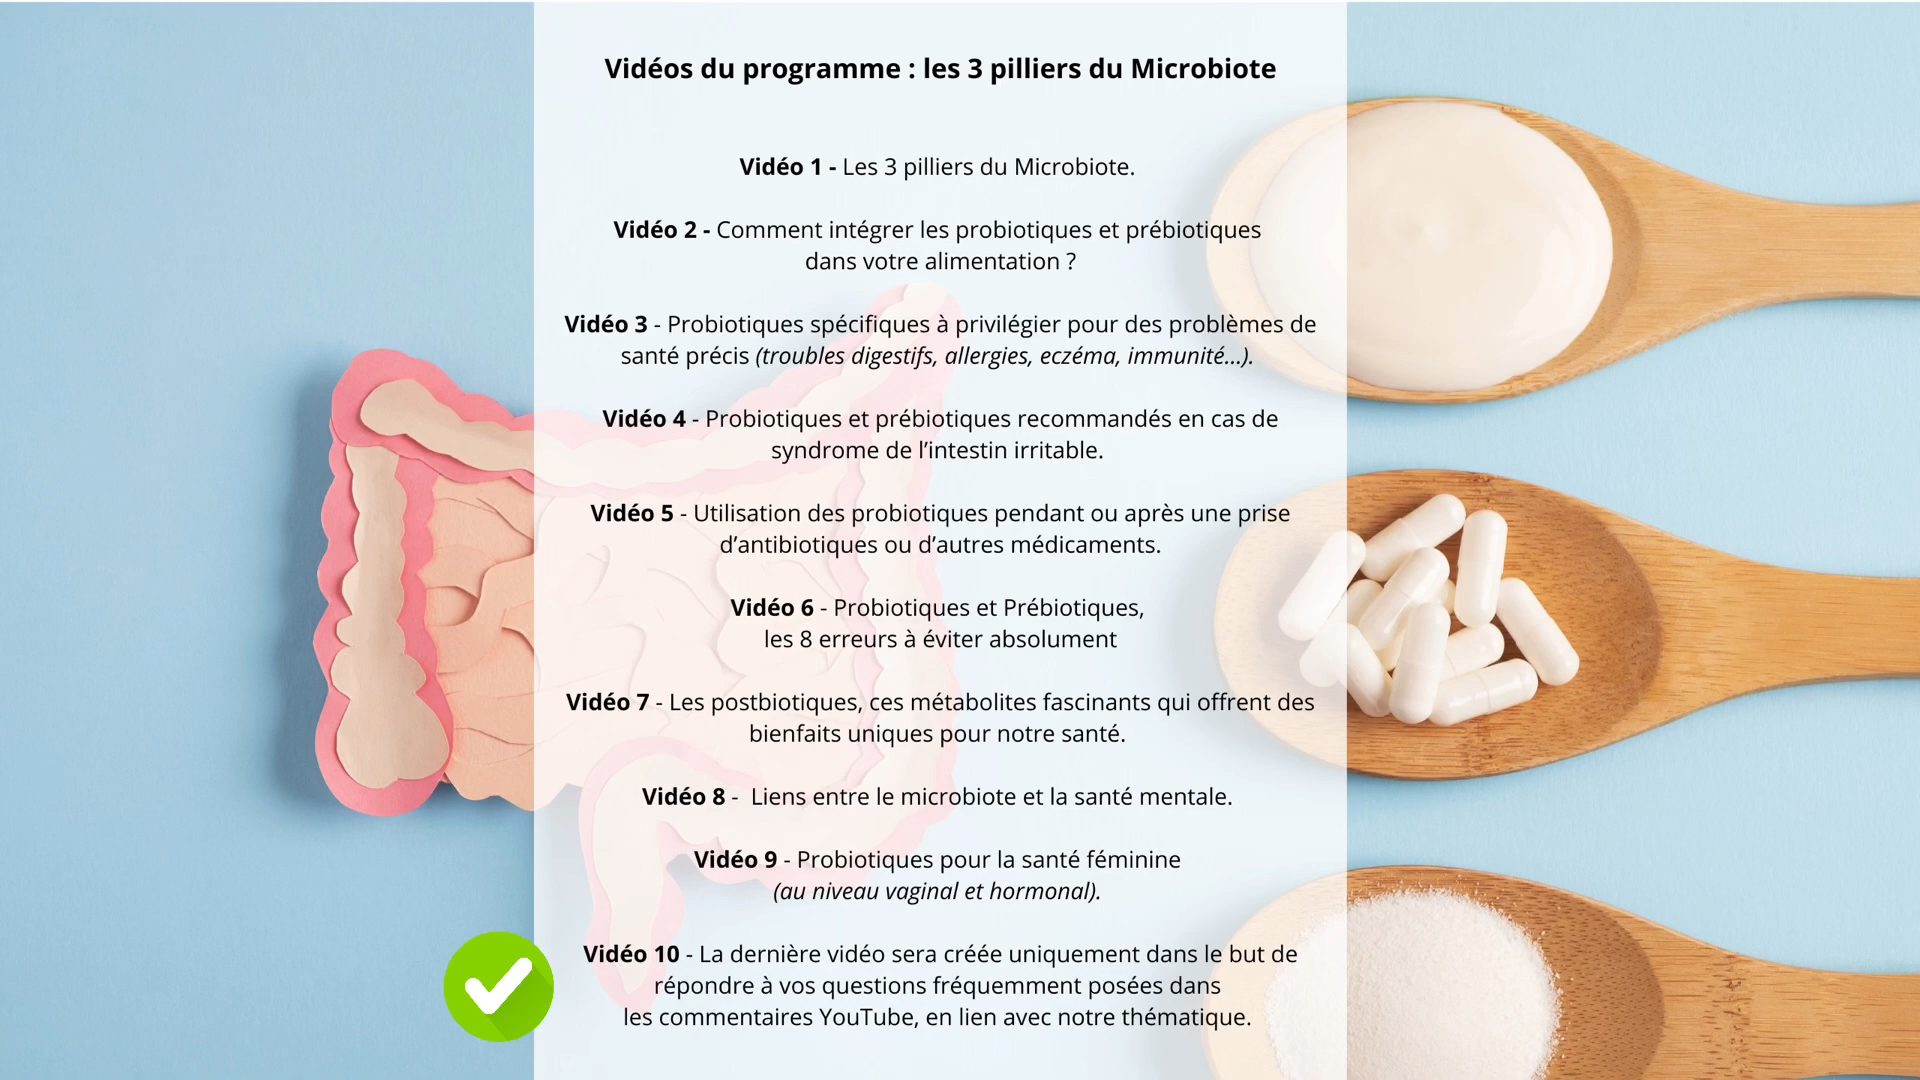 Vidéos du programme : les 3 pilliers du Microbiote
Vidéo 1 - Les 3 pilliers du Microbiote.
Vidéo 2 - Comment intégrer les probiotiques et prébiotiques
dans votre alimentation ?
Vidéo 3 - Probiotiques spécifiques à privilégier pour des problèmes de
santé précis (troubles digestifs, allergies, eczéma, immunité...).
Vidéo 4 - Probiotiques et prébiotiques recommandés en cas de
syndrome de l’intestin irritable.
Vidéo 5 - Utilisation des probiotiques pendant ou après une prise
d’antibiotiques ou d’autres médicaments.
Vidéo 6 - Probiotiques et Prébiotiques,
les 8 erreurs à éviter absolument
Vidéo 7 - Les postbiotiques, ces métabolites fascinants qui offrent des
bienfaits uniques pour notre santé.
Vidéo 8 -  Liens entre le microbiote et la santé mentale.
Vidéo 9 - Probiotiques pour la santé féminine
(au niveau vaginal et hormonal).
Vidéo 10 - La dernière vidéo sera créée uniquement dans le but de
répondre à vos questions fréquemment posées dans
les commentaires YouTube, en lien avec notre thématique.